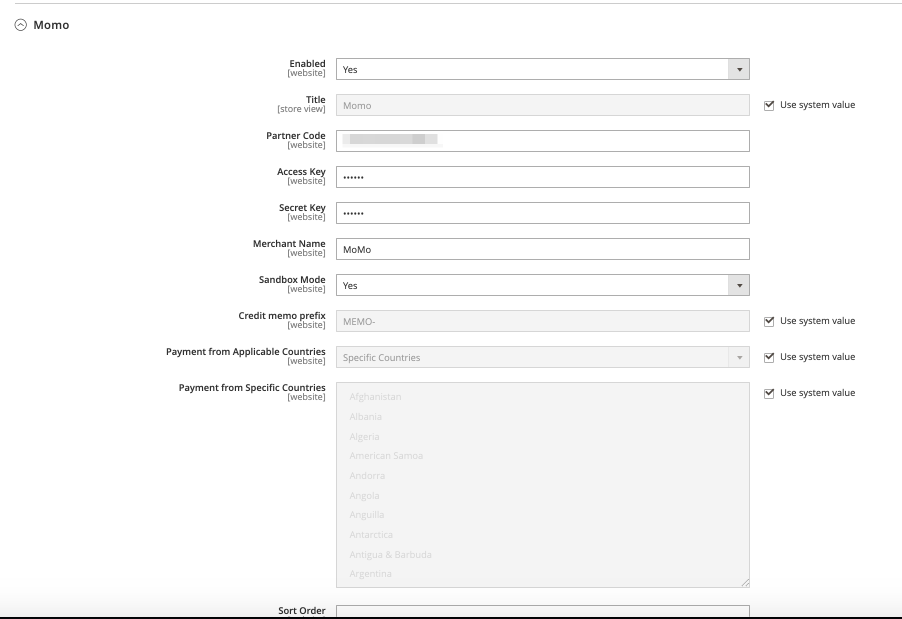 Momo
Enabled
[website]
Yes
Title
[store view]
Momo
Use system value
Partner Code
[website]
Access Key
[website]
••••••
Secret Key
[website]
••••••
Merchant Name
[website]
MoMo
Sandbox Mode
[website]
Yes
Credit memo prefix
[website]
MEMO-
Use system value
Payment from Applicable Countries
[website]
Specific Countries
Use system value
Payment from Specific Countries
[website]
Use system value
Afghanistan
Albania
Algeria
American Samoa
Andorra
Angola
Anguilla
Antarctica
Antigua & Barbuda
Argentina
Sort Order